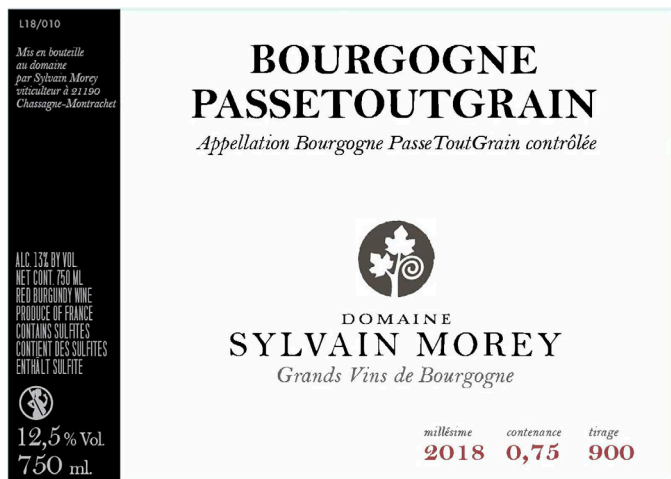 L18/010
Mis en bouteille
au domaine
par Sylvain Morey
viticulteur à 21190
Chassagne-Montrachet
ALC. 13% BY VOL.
NET CONT. 750 ML
RED BURGUNDY WINE
PRODUCE OF FRANCE
CONTAINS SULFITES
CONTIENT DES SULFITES
ENTHÄLT SULFITE
12,5 % Vol.
750 ml.
BOURGOGNE
PASSETOUTGRAIN
Appellation Bourgogne PasseToutGrain contrôlée
DOMAINE
SYLVAIN MOREY
Grands Vins de Bourgogne
millésime contenance tirage
2018 0,75 900